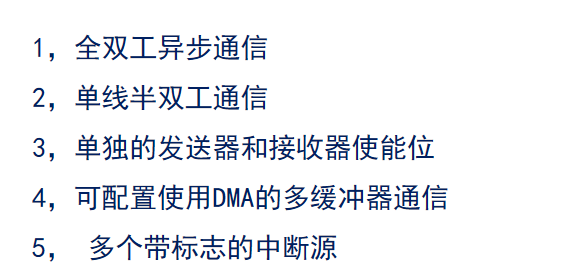 1，全双工异步通信
2，单线半双工通信
3，单独的发送器和接收器使能位
4，可配置使用DMA的多缓冲器通信
5， 多个带标志的中断源